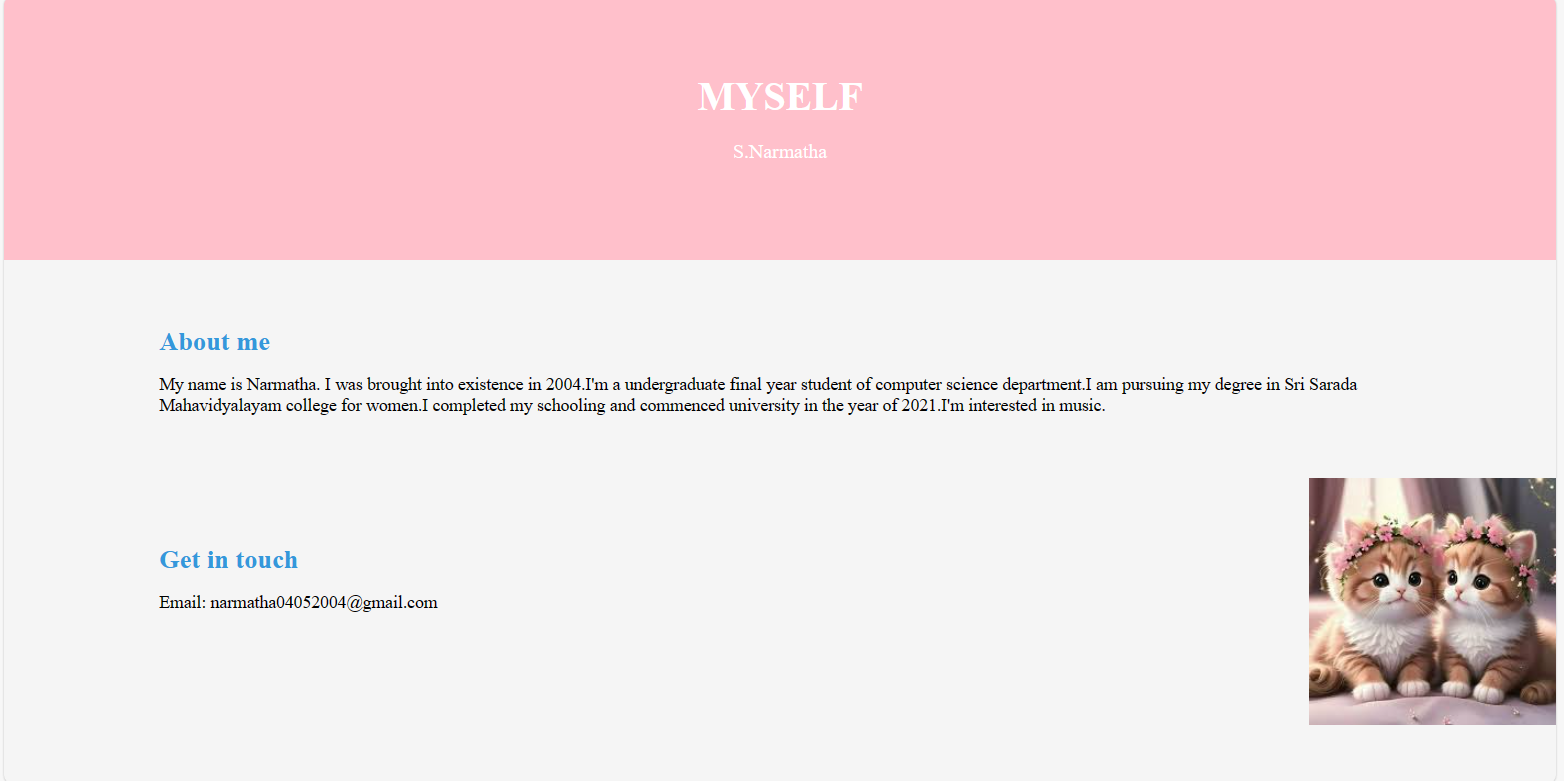 MYSELF
S.Narmatha
About me
My name is Narmatha. I was brought into existence in 2004.I'm a undergraduate final year student of computer science department.I am pursuing my degree in Sri Sarada
Mahavidyalayam college for women.I completed my schooling and commenced university in the year of 2021.I'm interested in music.
Get in touch
Email: narmatha04052004@gmail.com